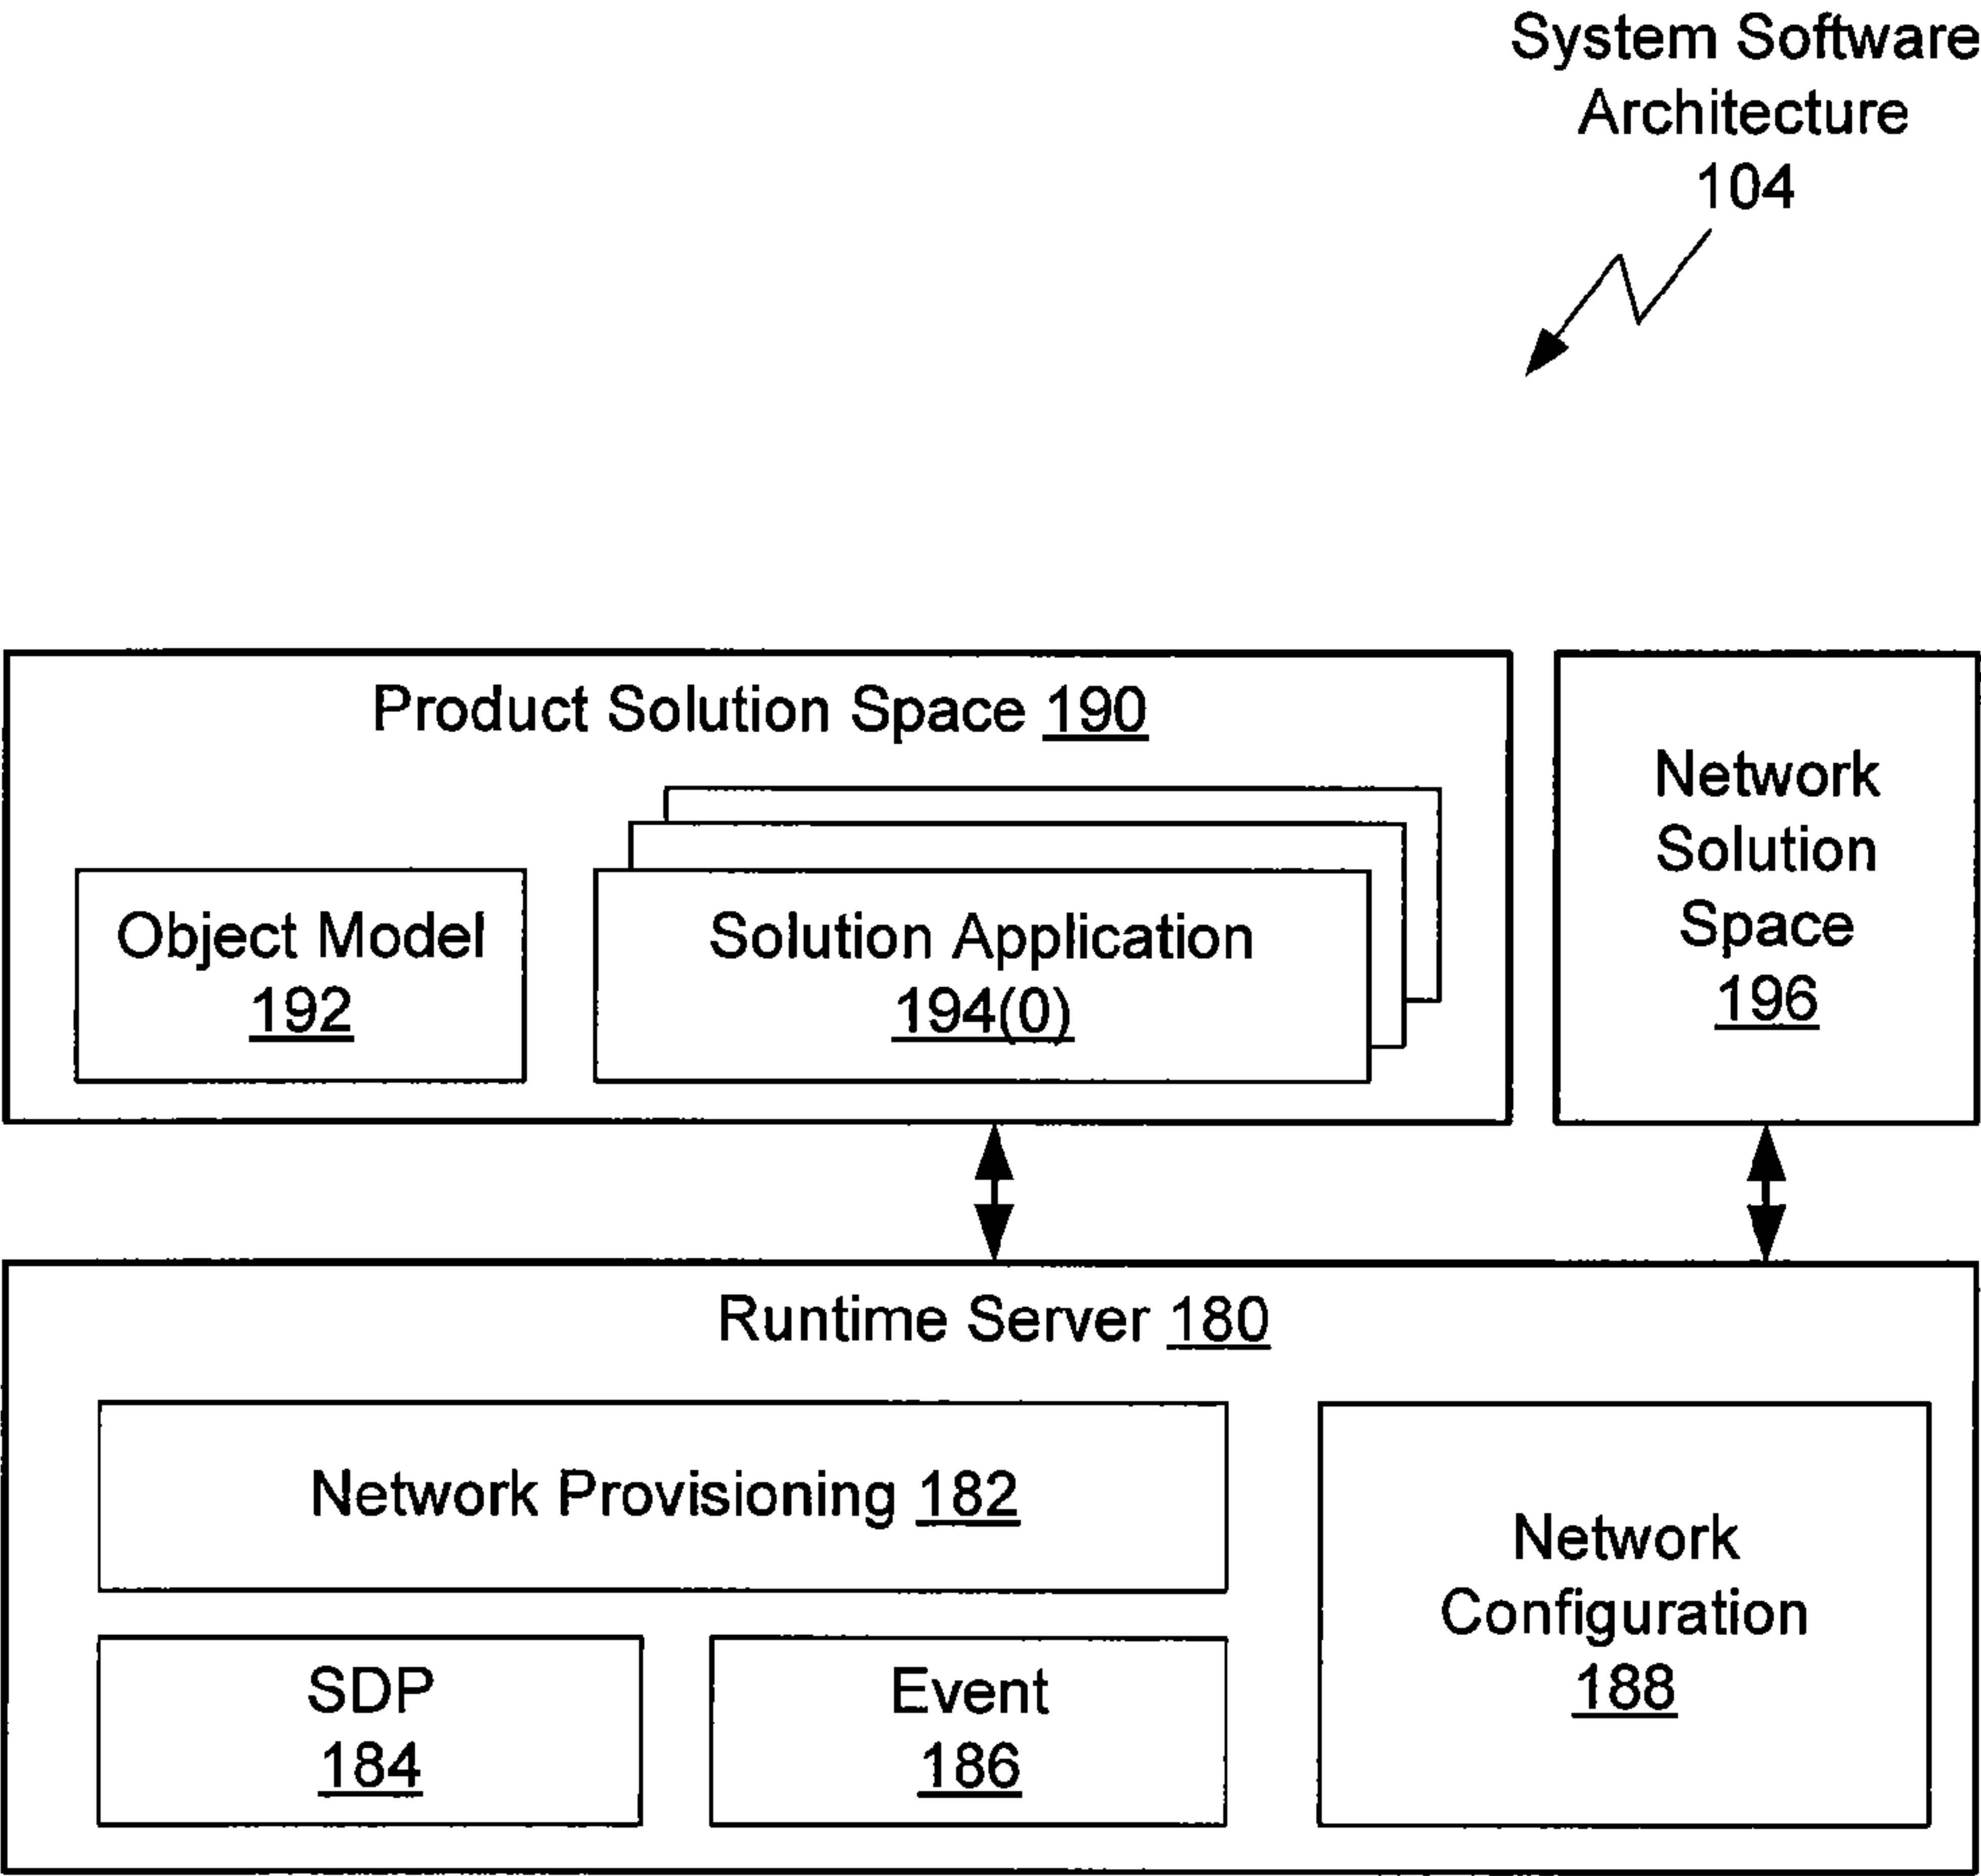 System Software
Architecture
104
Product Solution Space 190
Object Model
192
Solution Application
194(0)
Network
Solution
Space
196
Runtime Server 180
Network Provisioning 182
SDP
184
Event
186
Network
Configuration
188